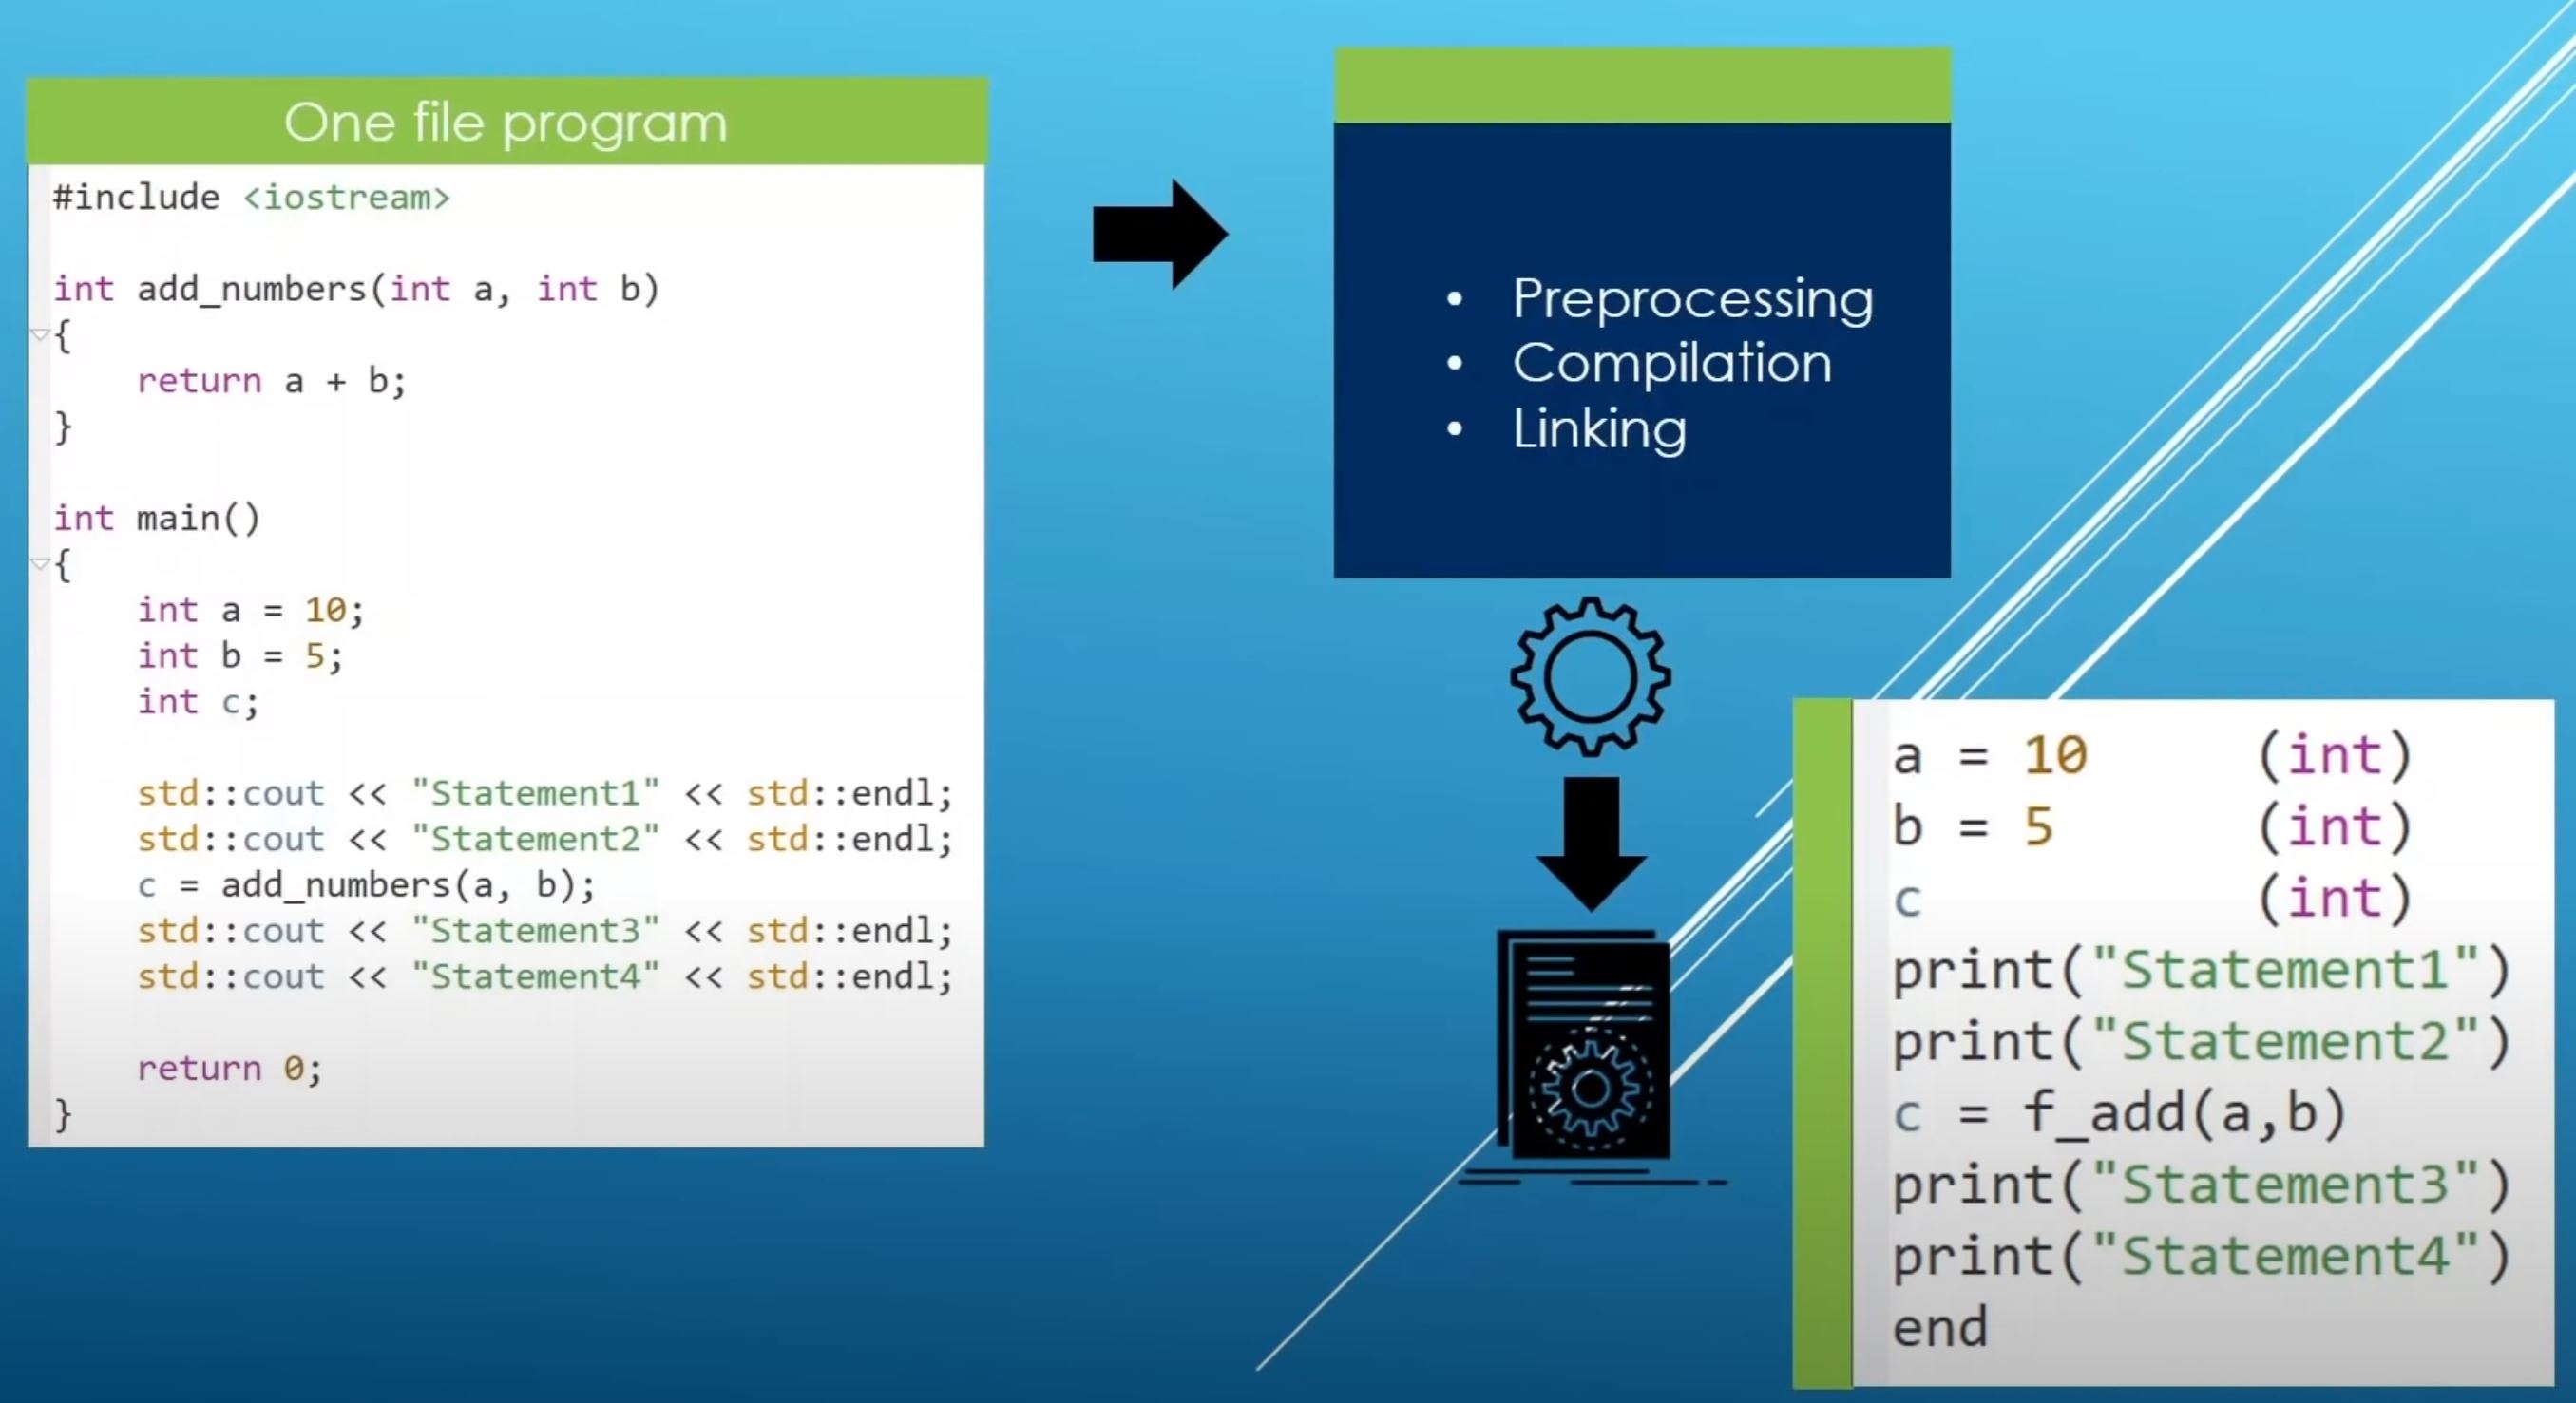 One file program
#include <iostream>
int add_numbers(int a, int b)
{
return a + b;
}
int main()
{
int a = 10;
int b = 5;
int c;
std::cout << "Statement1" << std::endl;
std::cout << "Statement2" << std::endl;
c = add_numbers(a, b);
std::cout << "Statement3" << std::endl;
std::cout << "Statement4" << std::endl;
return 0;
}
• Preprocessing
• Compilation
• Linking
a = 10 (int)
b = 5 (int)
c (int)
print("Statement1")
print("Statement2")
c = f_add(a,b)
print("Statement3")
print("Statement4")
end